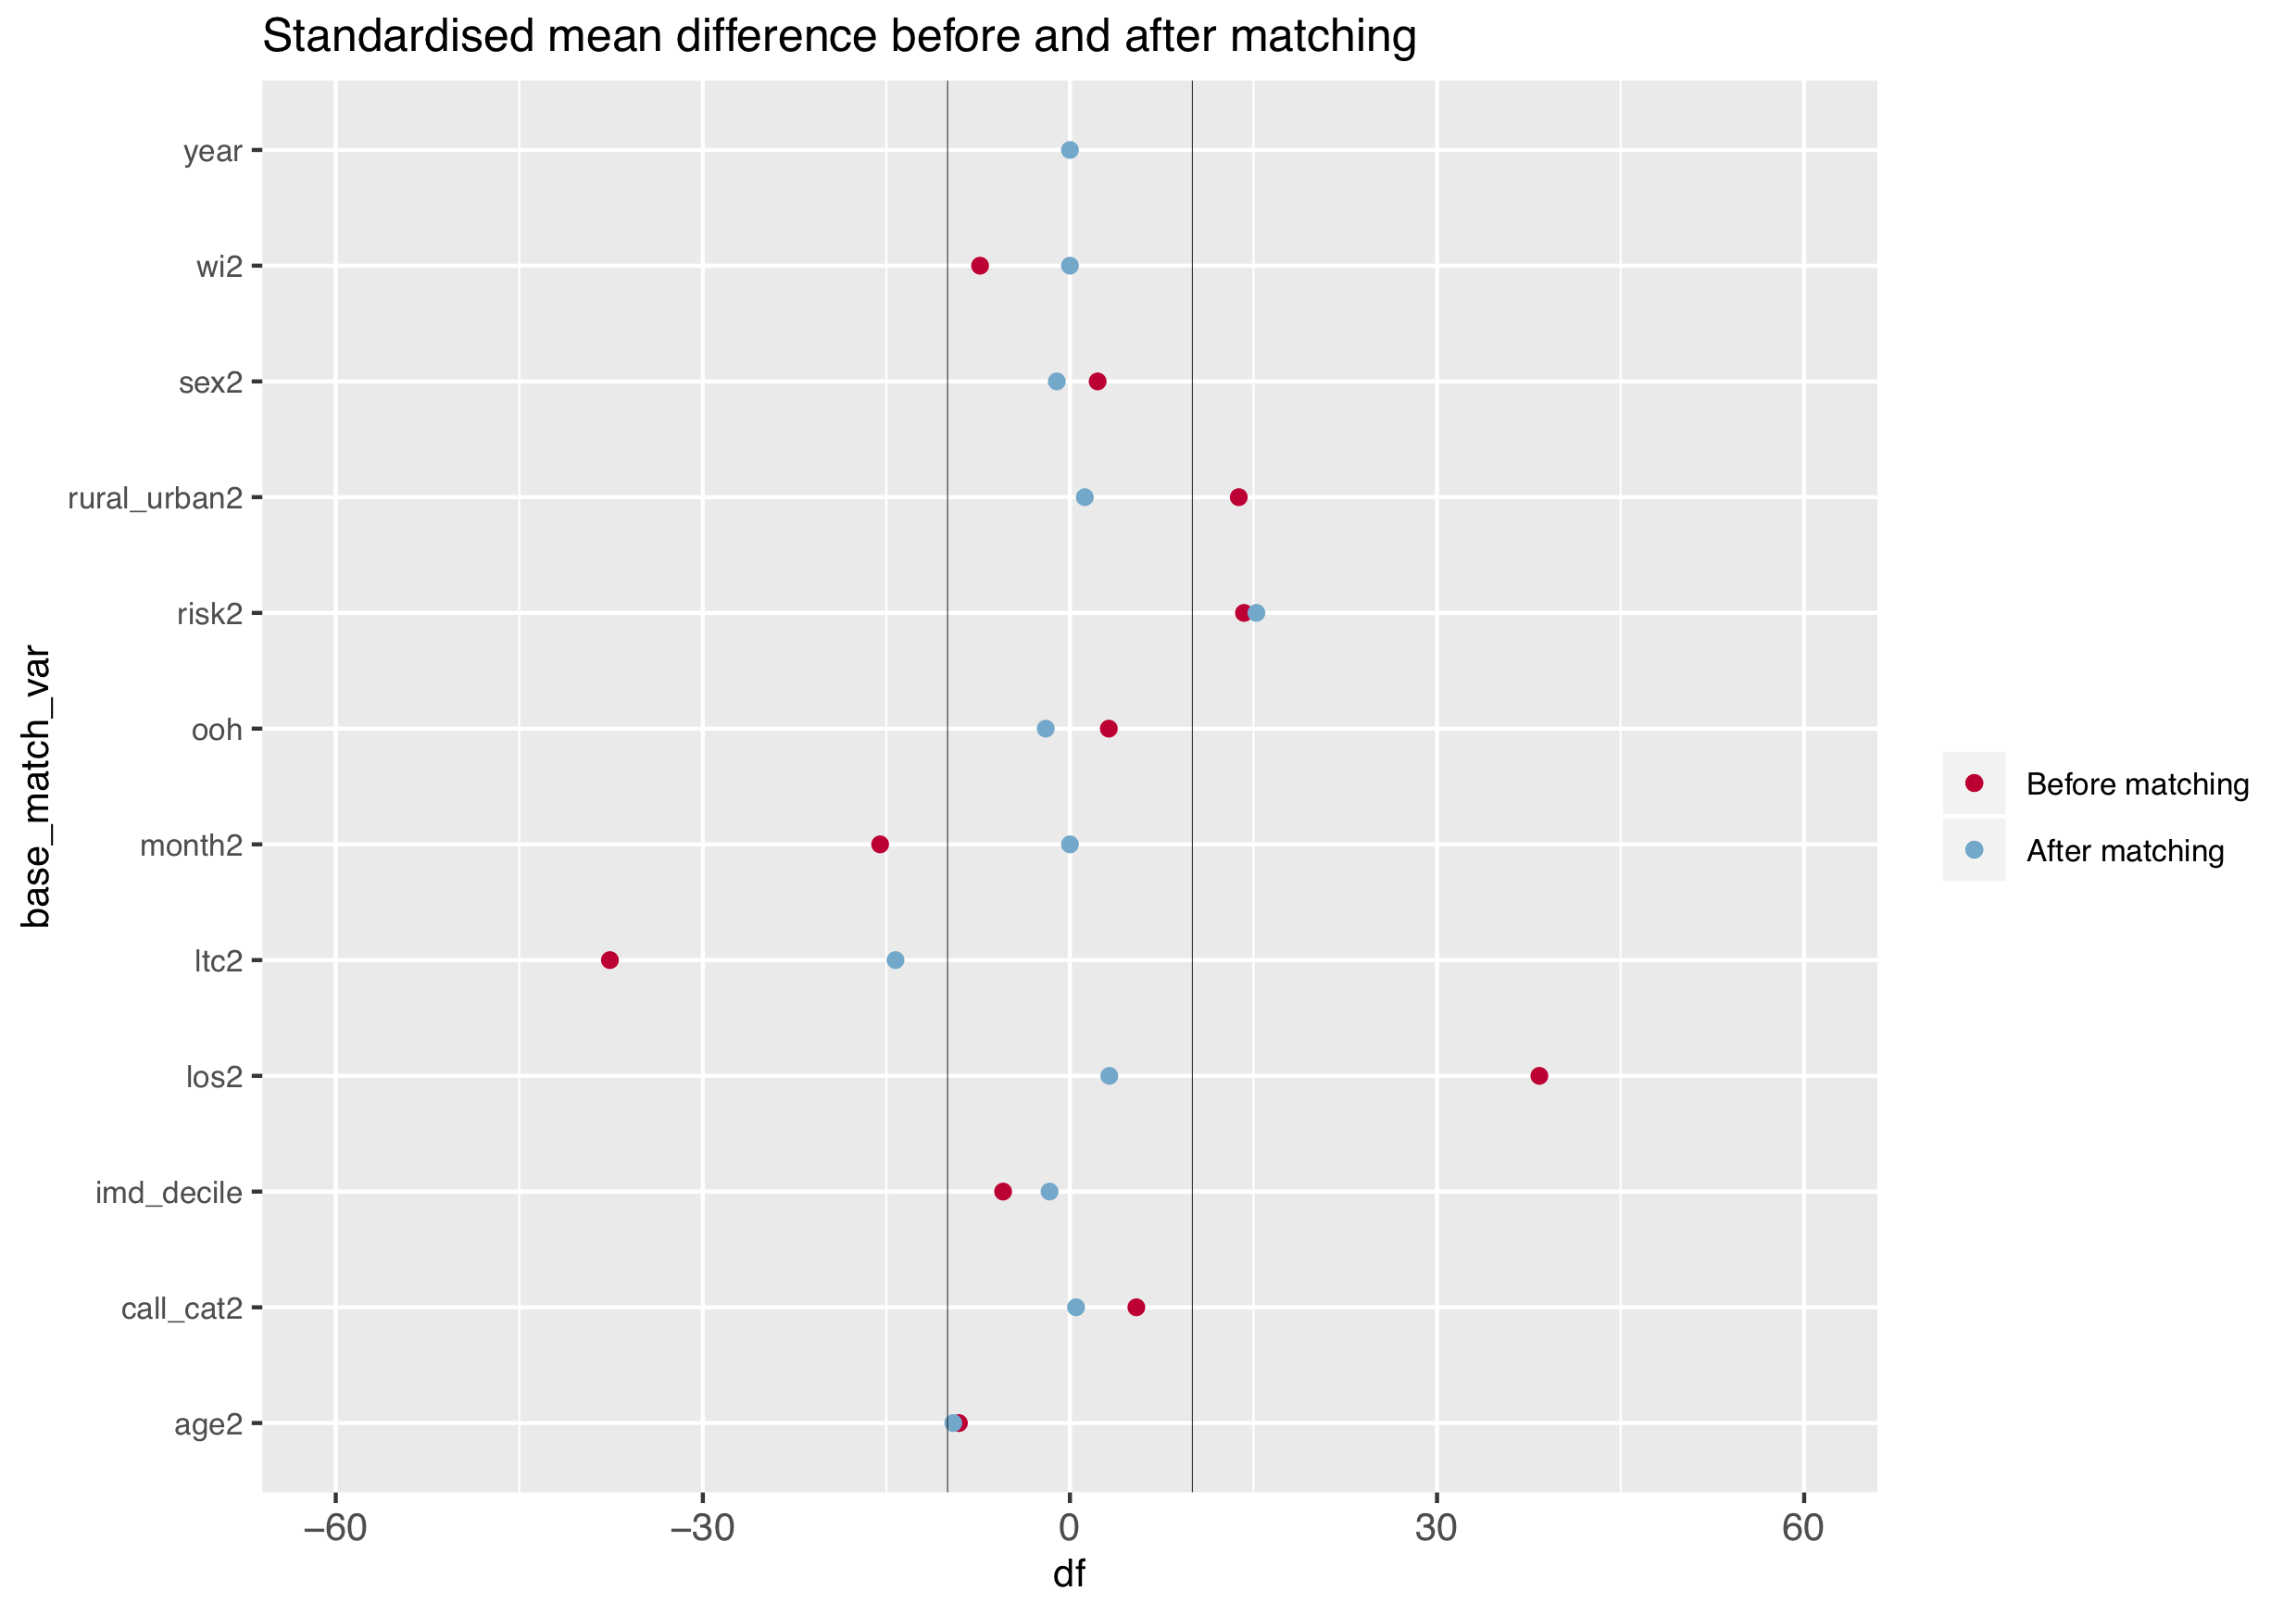 Standardised mean difference before and after matching
base_match_var
year
wi2
sex2
rural_urban2
risk2
ooh
month2
ltc2
los2
imd_decile
call_cat2
age2
−60 −30 0 30 60
df
Before matching
After matching